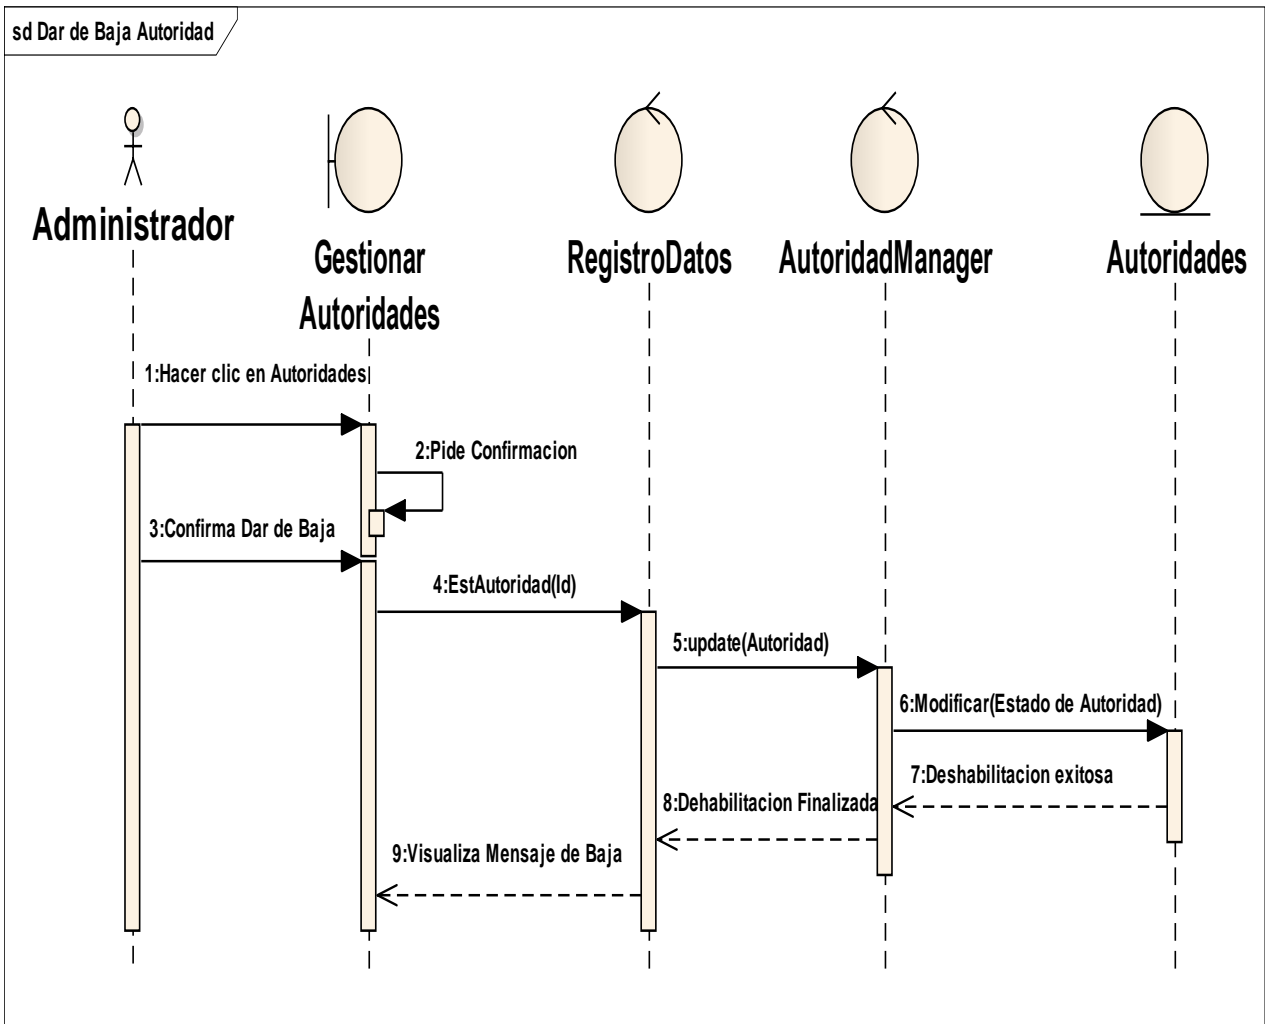 sd Dar de Baja Autoridad
Administrador
Gestionar
Autoridades
RegistroDatos
AutoridadManager
Autoridades
1:Hacer clic en Autoridades
2:Pide Confirmacion
3:Confirma Dar de Baja
4:EstAutoridad(Id)
5:update(Autoridad)
6:Modificar(Estado de Autoridad)
7:Deshabilitacion exitosa
8:Dehabilitacion Finalizada
9:Visualiza Mensaje de Baja